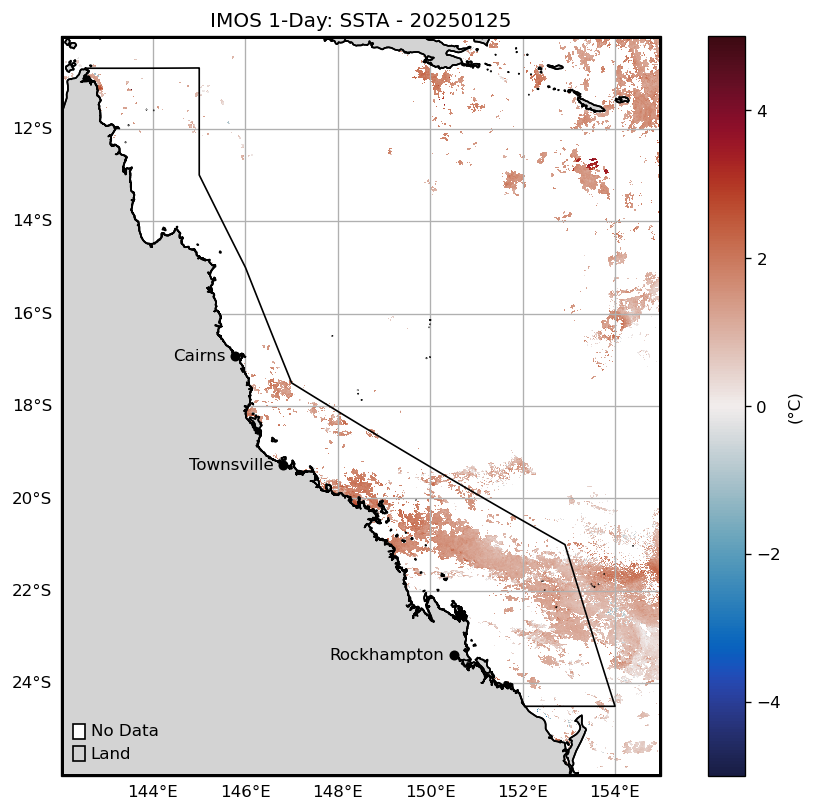 IMOS 1-Day: SSTA - 20250125
12°S
14°S
16°S
18°S
20°S
22°S
24°S
Cairns
Townsville
Rockhampton
No Data
Land
144°E
146°E
148°E
150°E
152°E
154°E
4
2
0
−2
−4
(°C)